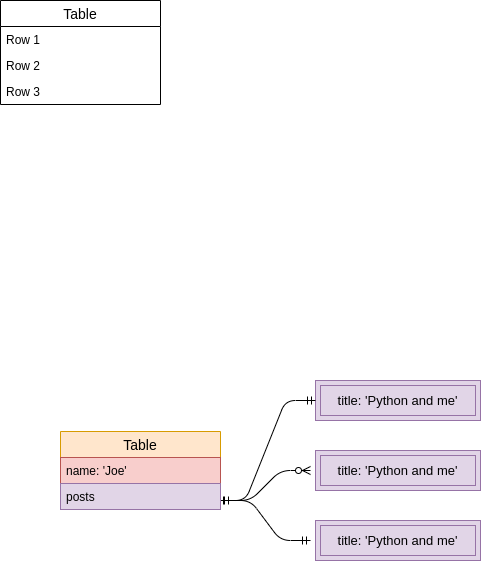 Table
Row 1
Row 2
Row 3
title: 'Python and me'
Table
name: 'Joe'
title: 'Python and me'
posts
title: 'Python and me'